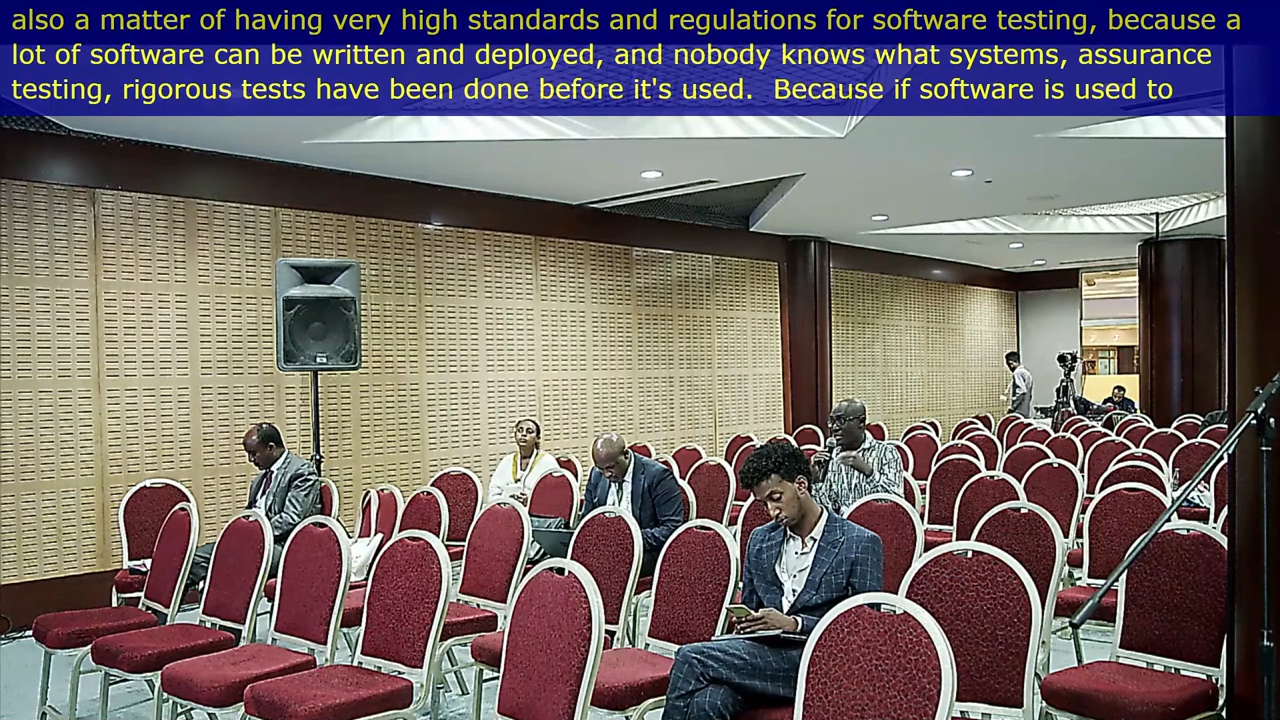 also a matter of having very high standards and regulations for software testing, because a
lot of software can be written and deployed, and nobody knows what systems, assurance
testing, rigorous tests have been done before it's used.  Because if software is used to